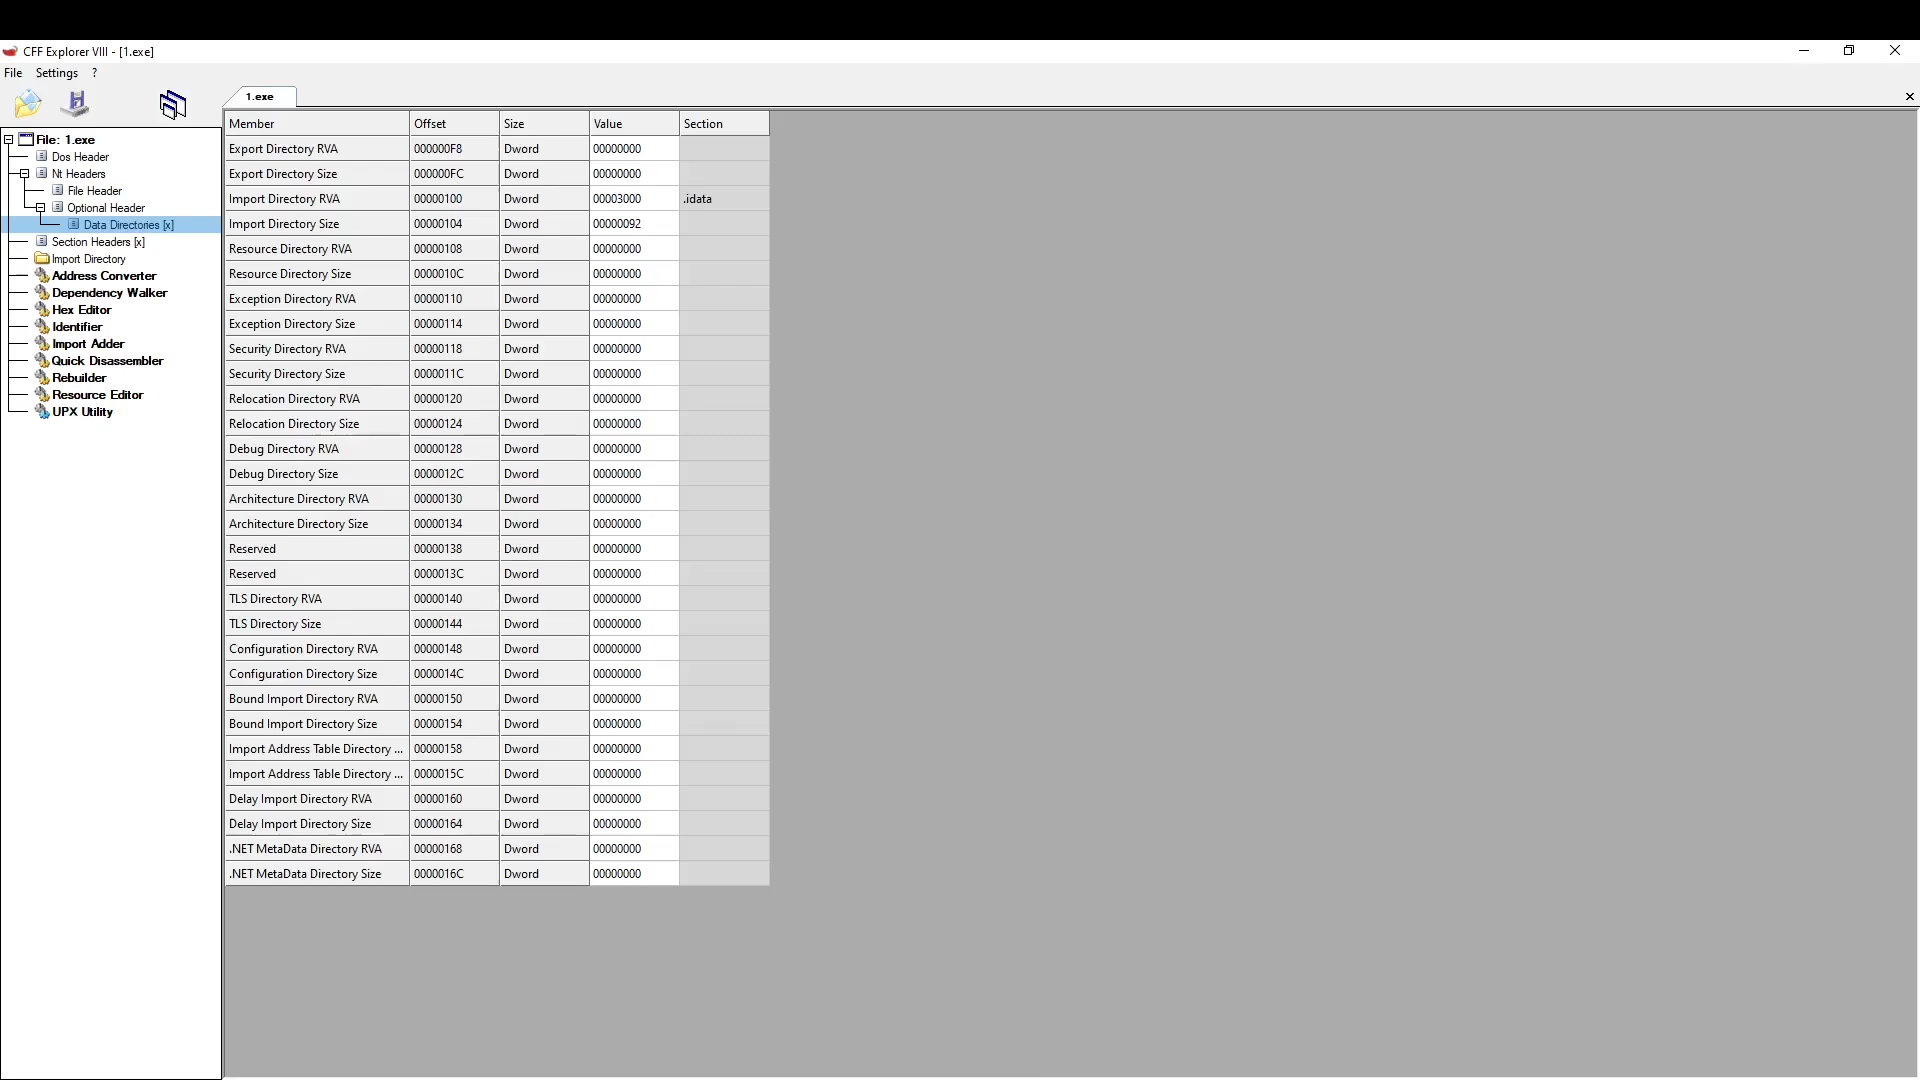 CFF Explorer VIII - [1.exe]
File Settings ?
1.exe
File: 1.exe
Dos Header
Nt Headers
File Header
Optional Header
Data Directories [x]
Section Headers [x]
Import Directory
Address Converter
Dependency Walker
Hex Editor
Identifier
Import Adder
Quick Disassembler
Rebuilder
Resource Editor
UPX Utility
Member Offset Size Value Section
Export Directory RVA 000000F8 Dword 00000000
Export Directory Size 000000FC Dword 00000000
Import Directory RVA 00000100 Dword 00003000 .idata
Import Directory Size 00000104 Dword 00000092
Resource Directory RVA 00000108 Dword 00000000
Resource Directory Size 0000010C Dword 00000000
Exception Directory RVA 00000110 Dword 00000000
Exception Directory Size 00000114 Dword 00000000
Security Directory RVA 00000118 Dword 00000000
Security Directory Size 0000011C Dword 00000000
Relocation Directory RVA 00000120 Dword 00000000
Relocation Directory Size 00000124 Dword 00000000
Debug Directory RVA 00000128 Dword 00000000
Debug Directory Size 0000012C Dword 00000000
Architecture Directory RVA 00000130 Dword 00000000
Architecture Directory Size 00000134 Dword 00000000
Reserved 00000138 Dword 00000000
Reserved 0000013C Dword 00000000
TLS Directory RVA 00000140 Dword 00000000
TLS Directory Size 00000144 Dword 00000000
Configuration Directory RVA 00000148 Dword 00000000
Configuration Directory Size 0000014C Dword 00000000
Bound Import Directory RVA 00000150 Dword 00000000
Bound Import Directory Size 00000154 Dword 00000000
Import Address Table Directory ... 00000158 Dword 00000000
Import Address Table Directory ... 0000015C Dword 00000000
Delay Import Directory RVA 00000160 Dword 00000000
Delay Import Directory Size 00000164 Dword 00000000
.NET MetaData Directory RVA 00000168 Dword 00000000
.NET MetaData Directory Size 0000016C Dword 00000000